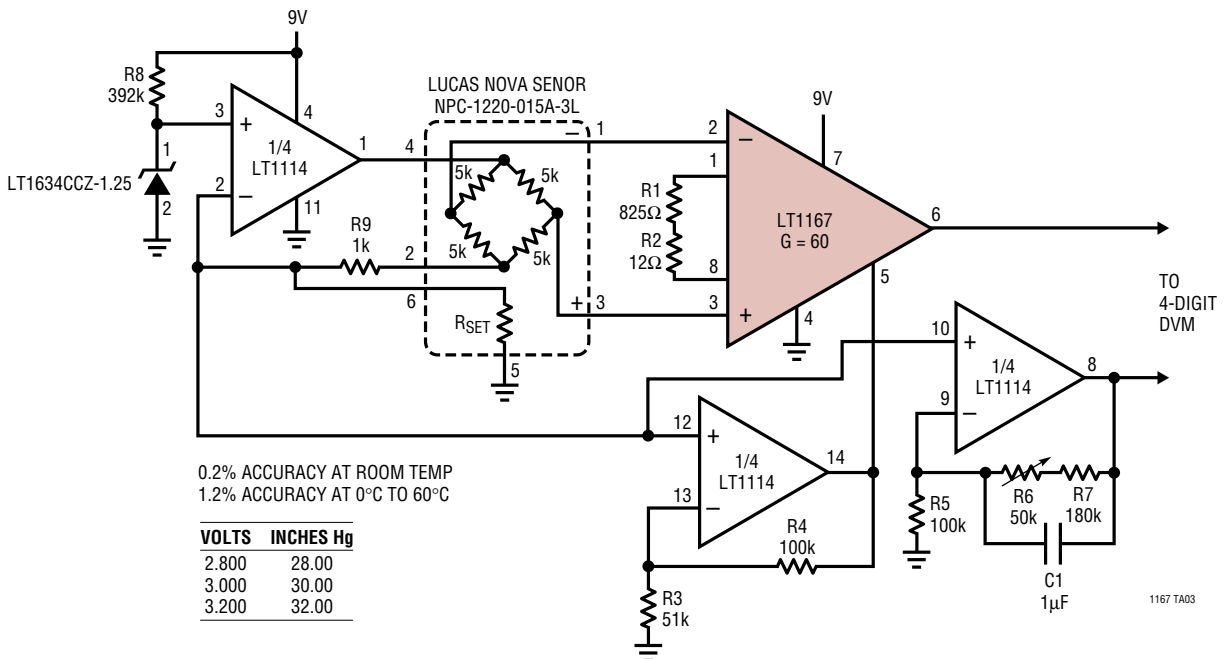 9V
R8
392k
3
+
4
1/4
LT1114
1
LT1634CCZ-1.25
1
2
2
–
11
R9
1k
2
6
4
LUCAS NOVA SENOR
NPC-1220-015A-3L
5k
5k
5k
5k
RSET
5
–
1
+
3
2
–
1
R1
825Ω
R2
12Ω
8
3
+
9V
7
LT1167
G = 60
4
5
6
TO
4-DIGIT
DVM
10
+
1/4
LT1114
8
9
–
R5
100k
R6
50k
R7
180k
C1
1µF
12
+
1/4
LT1114
14
13
–
R4
100k
R3
51k
0.2% ACCURACY AT ROOM TEMP
1.2% ACCURACY AT 0°C TO 60°C
VOLTS INCHES Hg
2.800 28.00
3.000 30.00
3.200 32.00
1167 TA03